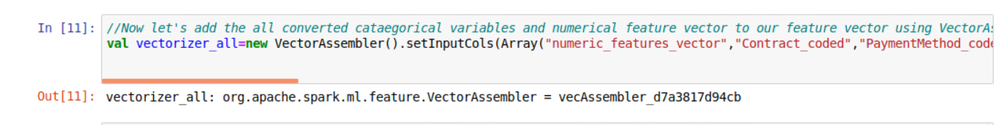 In [11]: //Now let's add the all converted cataegorical variables and numerical feature vector to our feature vector using VectorA
val vectorizer_all=new VectorAssembler().setInputCols(Array("numeric_features_vector","Contract_coded","PaymentMethod_code
Out[11]: vectorizer_all: org.apache.spark.ml.feature.VectorAssembler = vecAssembler_d7a3817d94cb